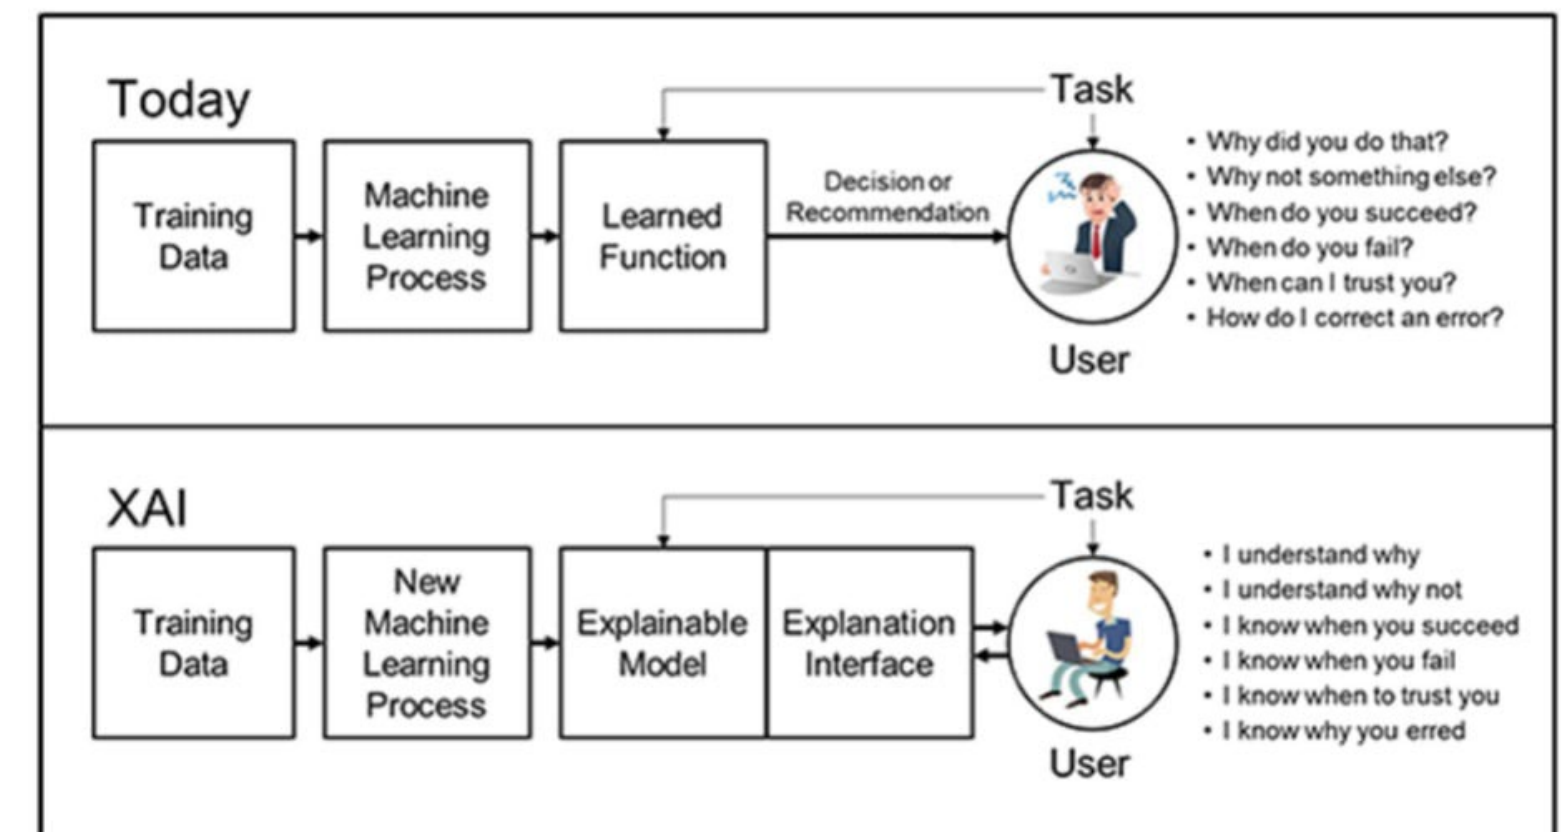 Today
Task
Training
Data
Machine
Learning
Process
Learned
Function
Decision or
Recommendation
User
• Why did you do that?
• Why not something else?
• When do you succeed?
• When do you fail?
• When can I trust you?
• How do I correct an error?
XAI
Task
Training
Data
New
Machine
Learning
Process
Explainable
Model
Explanation
Interface
User
• I understand why
• I understand why not
• I know when you succeed
• I know when you fail
• I know when to trust you
• I know why you erred